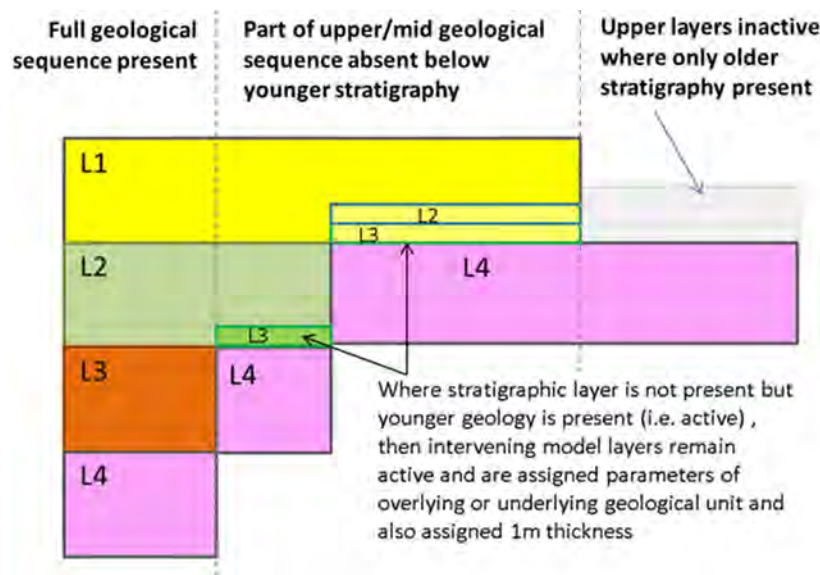 Full geological
sequence present
Part of upper/mid geological
sequence absent below
younger stratigraphy
Upper layers inactive
where only older
stratigraphy present
L1
L2
L3
L2
L4
L3
L3
L4
L4
Where stratigraphic layer is not present but
younger geology is present (i.e. active) ,
then intervening model layers remain
active and are assigned parameters of
overlying or underlying geological unit and
also assigned 1m thickness